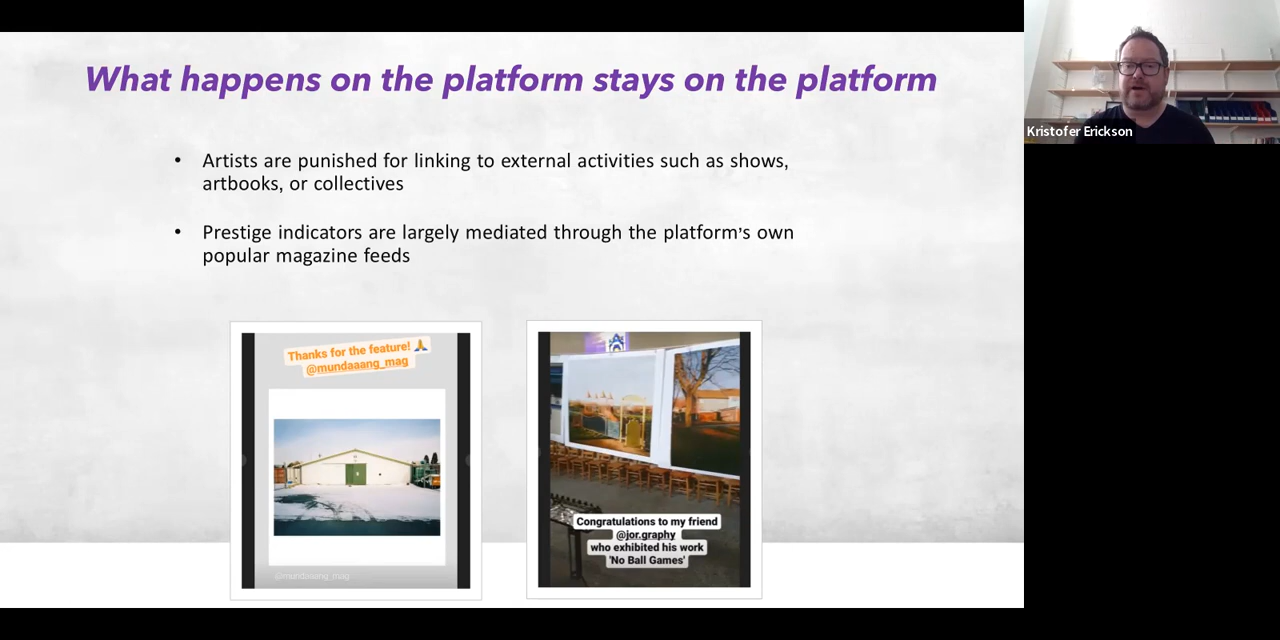 What happens on the platform stays on the platform
Kristofer Erickson
• Artists are punished for linking to external activities such as shows,
artbooks, or collectives
• Prestige indicators are largely mediated through the platform's own
popular magazine feeds
Thanks for the feature! 🙏
@mundaaang_mag
@mundaaang_mag
Congratulations to my friend
@jor.graphy
who exhibited his work
'No Ball Games'